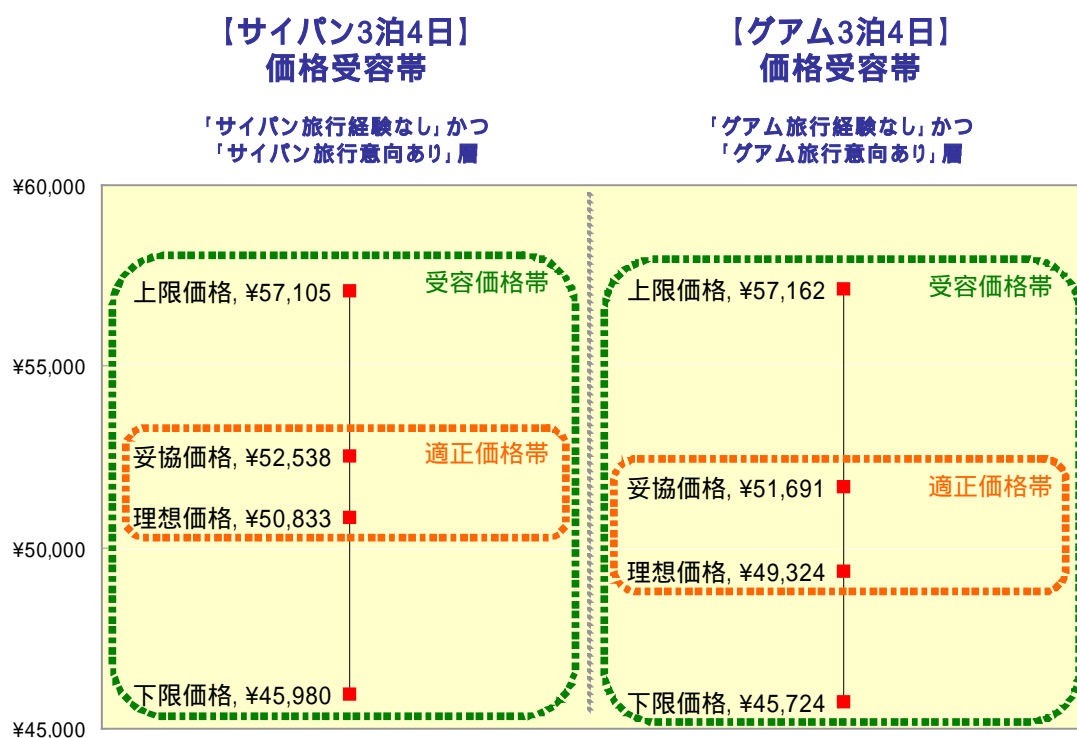 【サイパン3泊4日】
価格受容帯
「サイパン旅行経験なし」かつ
「サイパン旅行意向あり」層
【グアム3泊4日】
価格受容帯
「グアム旅行経験なし」かつ
「グアム旅行意向あり」層
¥60,000
¥55,000
¥50,000
¥45,000
受容価格帯
上限価格, ¥57,105
適正価格帯
妥協価格, ¥52,538
理想価格, ¥50,833
下限価格, ¥45,980
受容価格帯
上限価格, ¥57,162
適正価格帯
妥協価格, ¥51,691
理想価格, ¥49,324
下限価格, ¥45,724